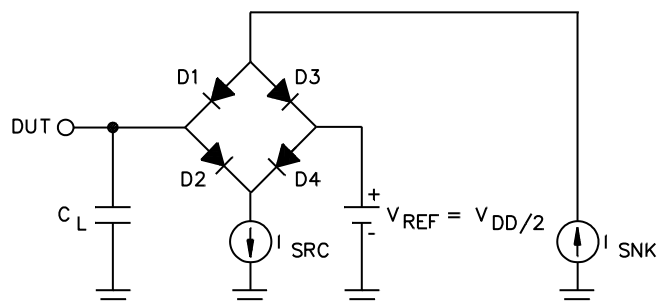 D1
D3
DUT
D2
D4
+
C L
V REF = V DD/2
-
I SRC
I SNK